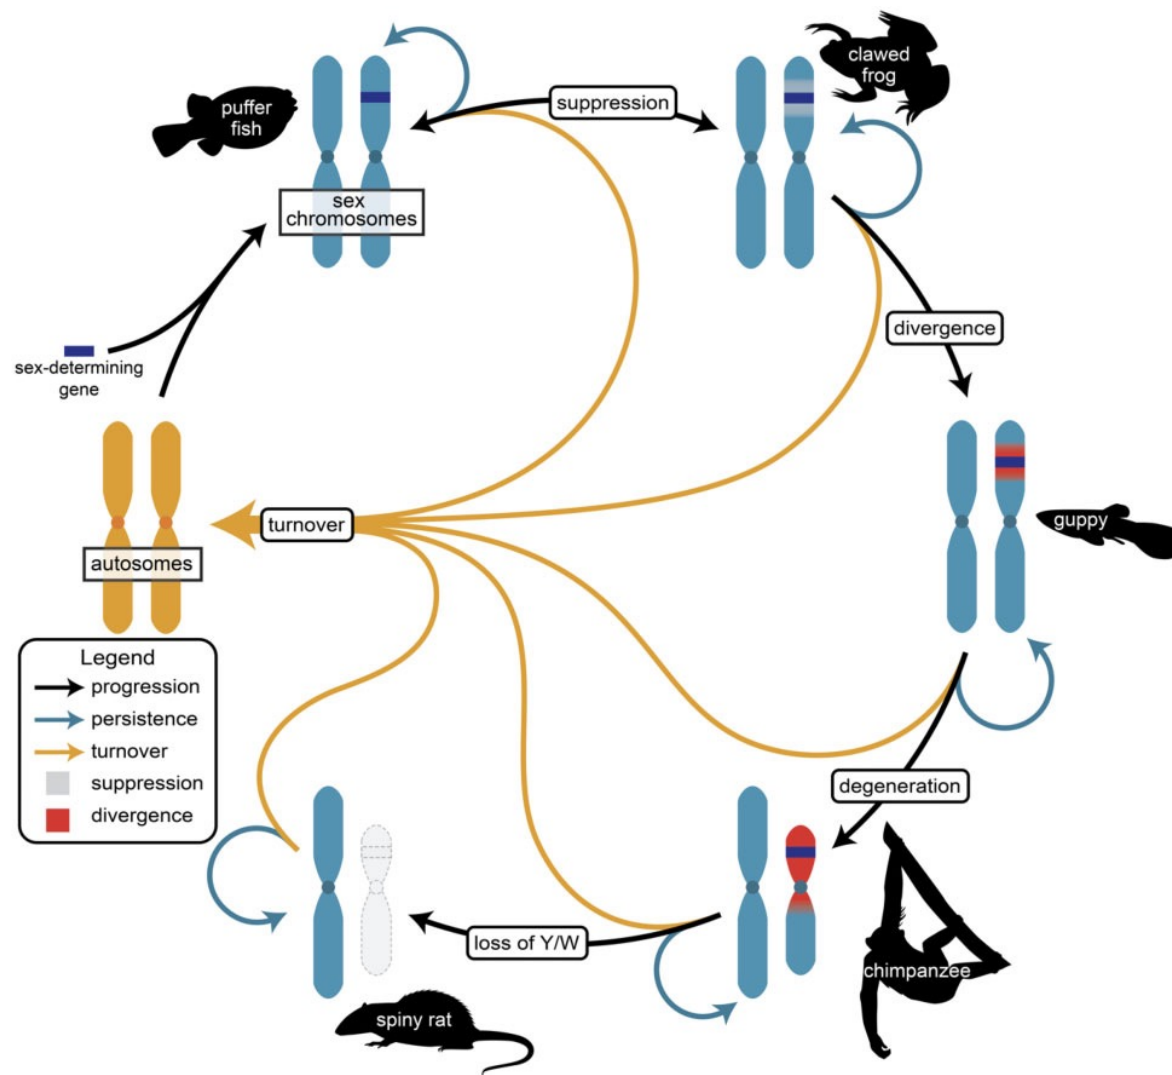 puffer
fish
sex
chromosomes
suppression
clawed
frog
divergence
sex-determining
gene
guppy
turnover
autosomes
Legend
progression
persistence
turnover
suppression
divergence
degeneration
chimpanzee
loss of Y/W
spiny rat